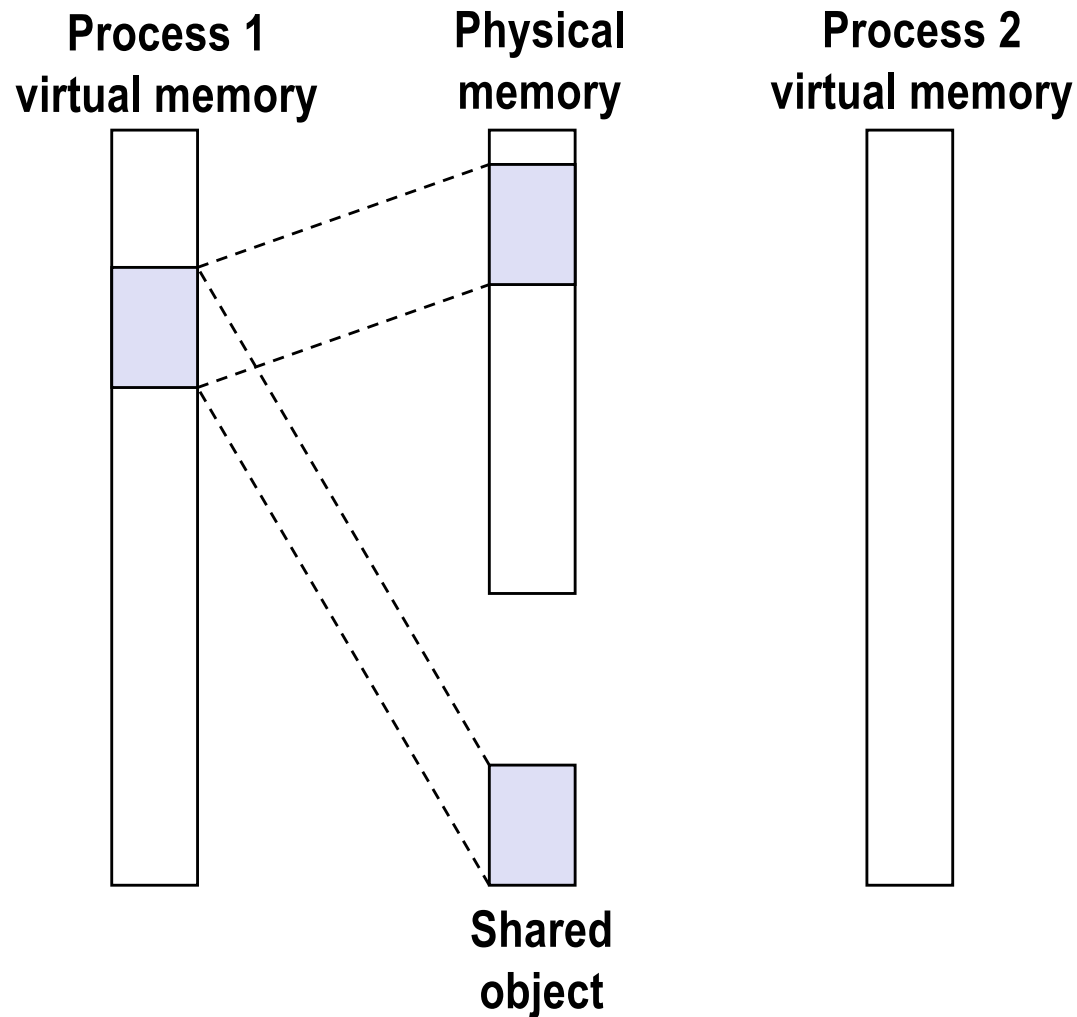 Process 1
virtual memory
Physical
memory
Process 2
virtual memory
Shared
object